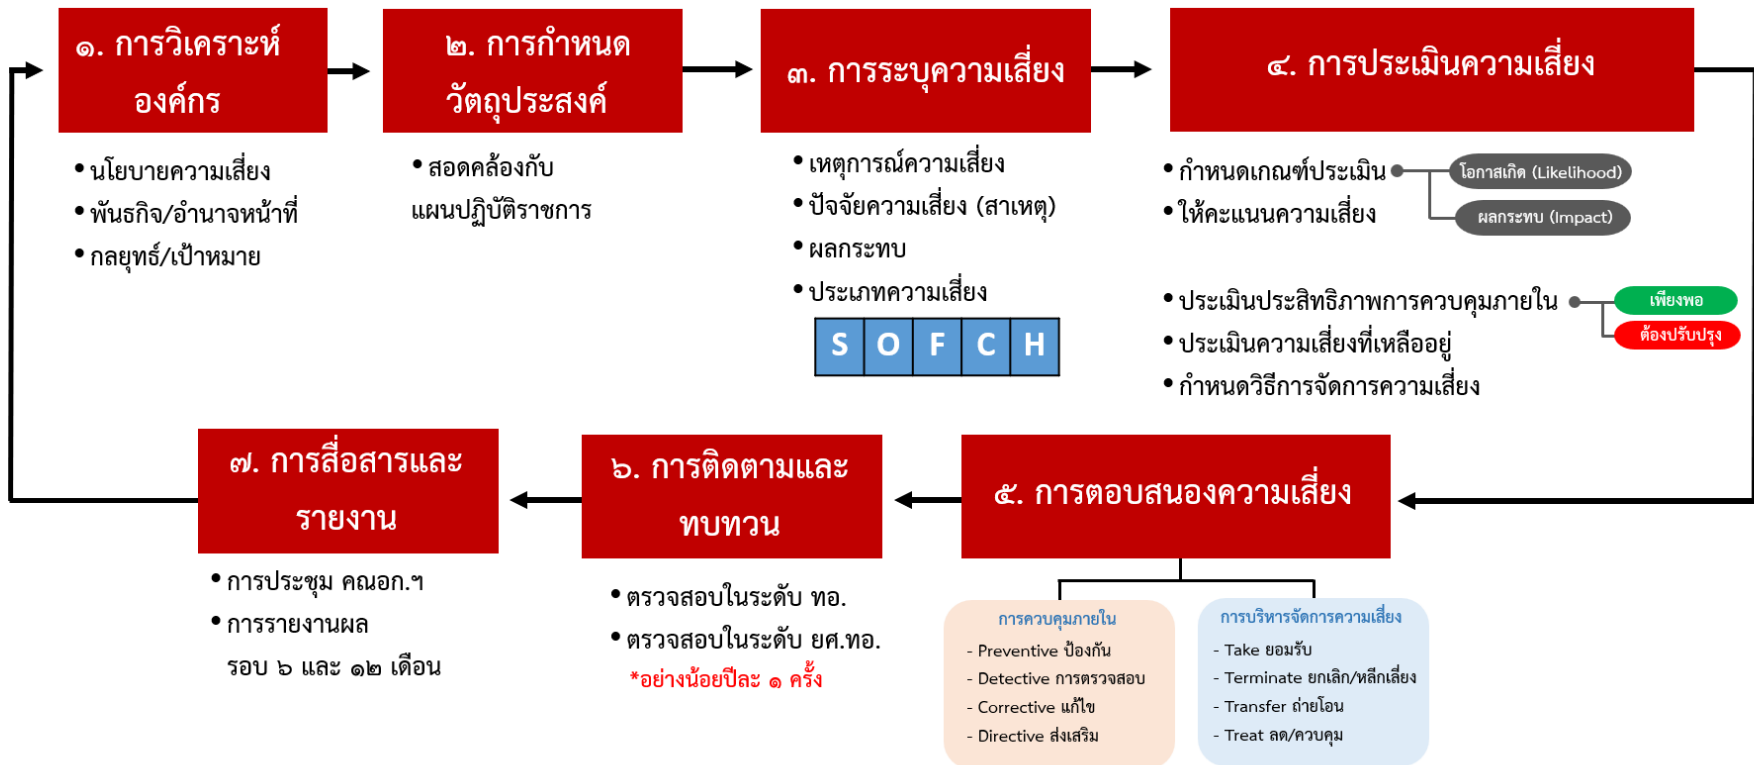 ๑. การวิเคราะห์
องค์กร
• นโยบายความเสี่ยง
• พันธกิจ/อำนาจหน้าที่
• กลยุทธ์/เป้าหมาย
๒. การกำหนด
วัตถุประสงค์
• สอดคล้องกับ
แผนปฏิบัติราชการ
๓. การระบุความเสี่ยง
• เหตุการณ์ความเสี่ยง
• ปัจจัยความเสี่ยง (สาเหตุ)
• ผลกระทบ
• ประเภทความเสี่ยง
S O F C H
๔. การประเมินความเสี่ยง
• กำหนดเกณฑ์ประเมิน
โอกาสเกิด (Likelihood)
• ให้คะแนนความเสี่ยง
ผลกระทบ (Impact)
• ประเมินประสิทธิภาพการควบคุมภายใน
เพียงพอ
ต้องปรับปรุง
• ประเมินความเสี่ยงที่เหลืออยู่
• กำหนดวิธีการจัดการความเสี่ยง
๕. การตอบสนองความเสี่ยง
การควบคุมภายใน
- Preventive ป้องกัน
- Detective การตรวจสอบ
- Corrective แก้ไข
- Directive ส่งเสริม
การบริหารจัดการความเสี่ยง
- Take ยอมรับ
- Terminate ยกเลิก/หลีกเลี่ยง
- Transfer ถ่ายโอน
- Treat ลด/ควบคุม
๖. การติดตามและ
ทบทวน
• ตรวจสอบในระดับ ทอ.
• ตรวจสอบในระดับ ยศ.ทอ.
*อย่างน้อยปีละ ๑ ครั้ง
๗. การสื่อสารและ
รายงาน
• การประชุม คณอก.ฯ
• การรายงานผล
รอบ ๖ และ ๑๒ เดือน